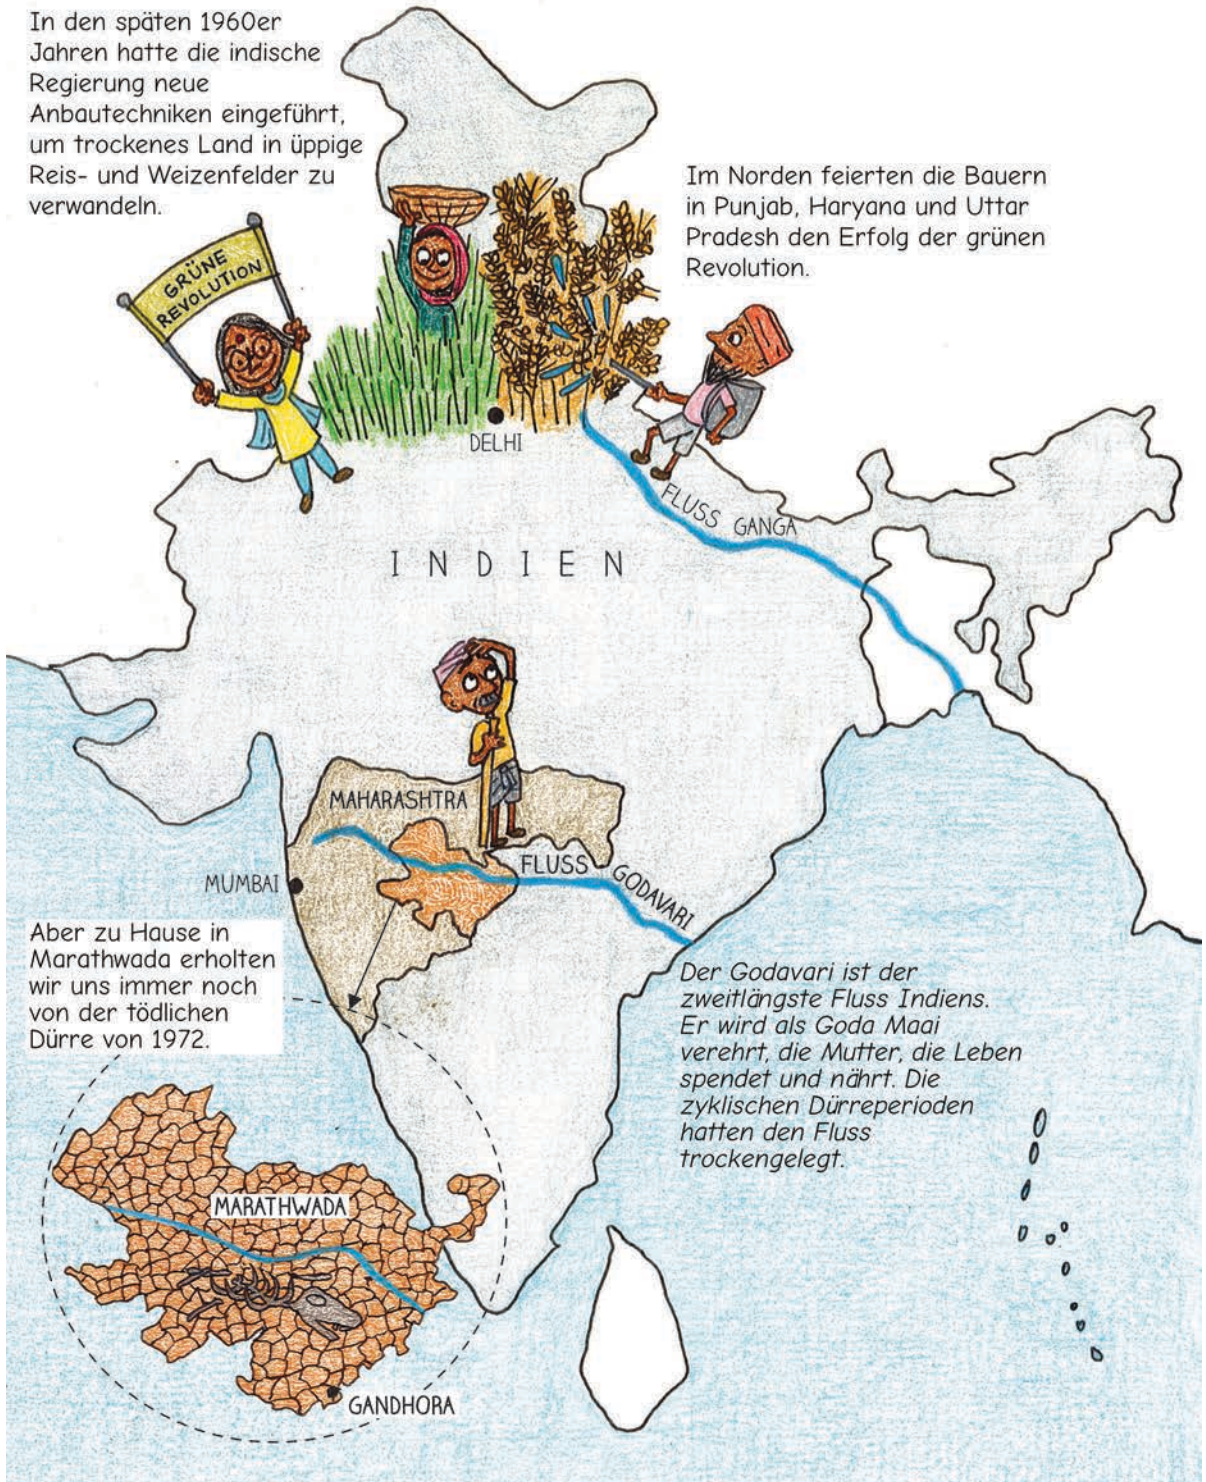 In den späten 1960er
Jahren hatte die indische
Regierung neue
Anbautechniken eingeführt,
um trockenes Land in üppige
Reis- und Weizenfelder zu
verwandeln.
Im Norden feierten die Bauern
in Punjab, Haryana und Uttar
Pradesh den Erfolg der grünen
Revolution.
GRÜNE
REVOLUTION
DELHI
FLUSS GANGA
INDIEN
MAHARASHTRA
FLUSS GODAVARI
MUMBAI
Aber zu Hause in
Marathwada erholten
wir uns immer noch
von der tödlichen
Dürre von 1972.
Der Godavari ist der
zweitlängste Fluss Indiens.
Er wird als Goda Maai
verehrt, die Mutter, die Leben
spendet und nährt. Die
zyklischen Dürreperioden
hatten den Fluss
trockengelegt.
MARATHWADA
GANDHORA